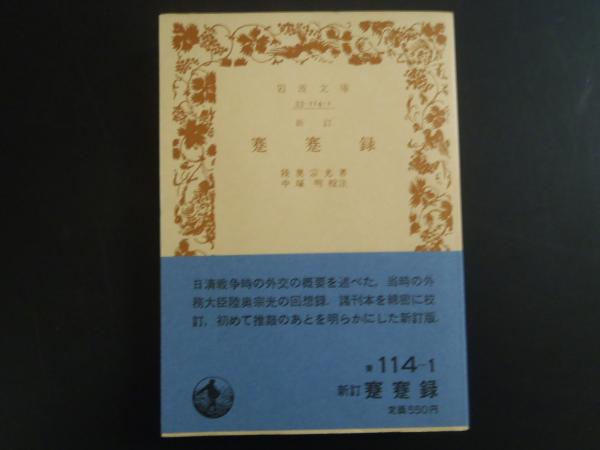 岩波文庫
33-114-1
新訂
蹇蹇録
陸奥宗光著
中塚明校注
日清戦争時の外交の概要を述べた,当時の外
務大臣陸奥宗光の回想録.諸刊本を綿密に校
訂,初めて推敲のあとを明らかにした新訂版.
青 114-1
新訂 蹇蹇録
定価550円